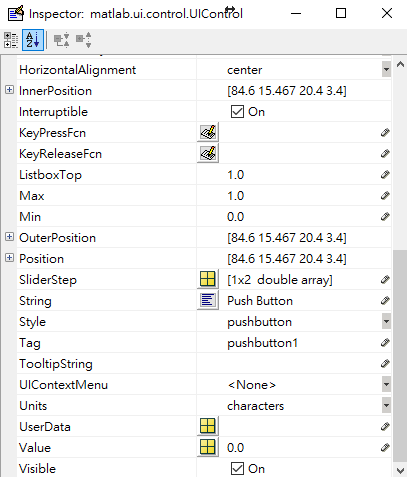 Inspector: matlab.ui.control.UIControl
HorizontalAlignment center
InnerPosition [84.6 15.467 20.4 3.4]
Interruptible On
KeyPressFcn
KeyReleaseFcn
ListboxTop 1.0
Max 1.0
Min 0.0
OuterPosition [84.6 15.467 20.4 3.4]
Position [84.6 15.467 20.4 3.4]
SliderStep [1x2 double array]
String Push Button
Style pushbutton
Tag pushbutton1
TooltipString
UIContextMenu <None>
Units characters
UserData
Value 0.0
Visible On